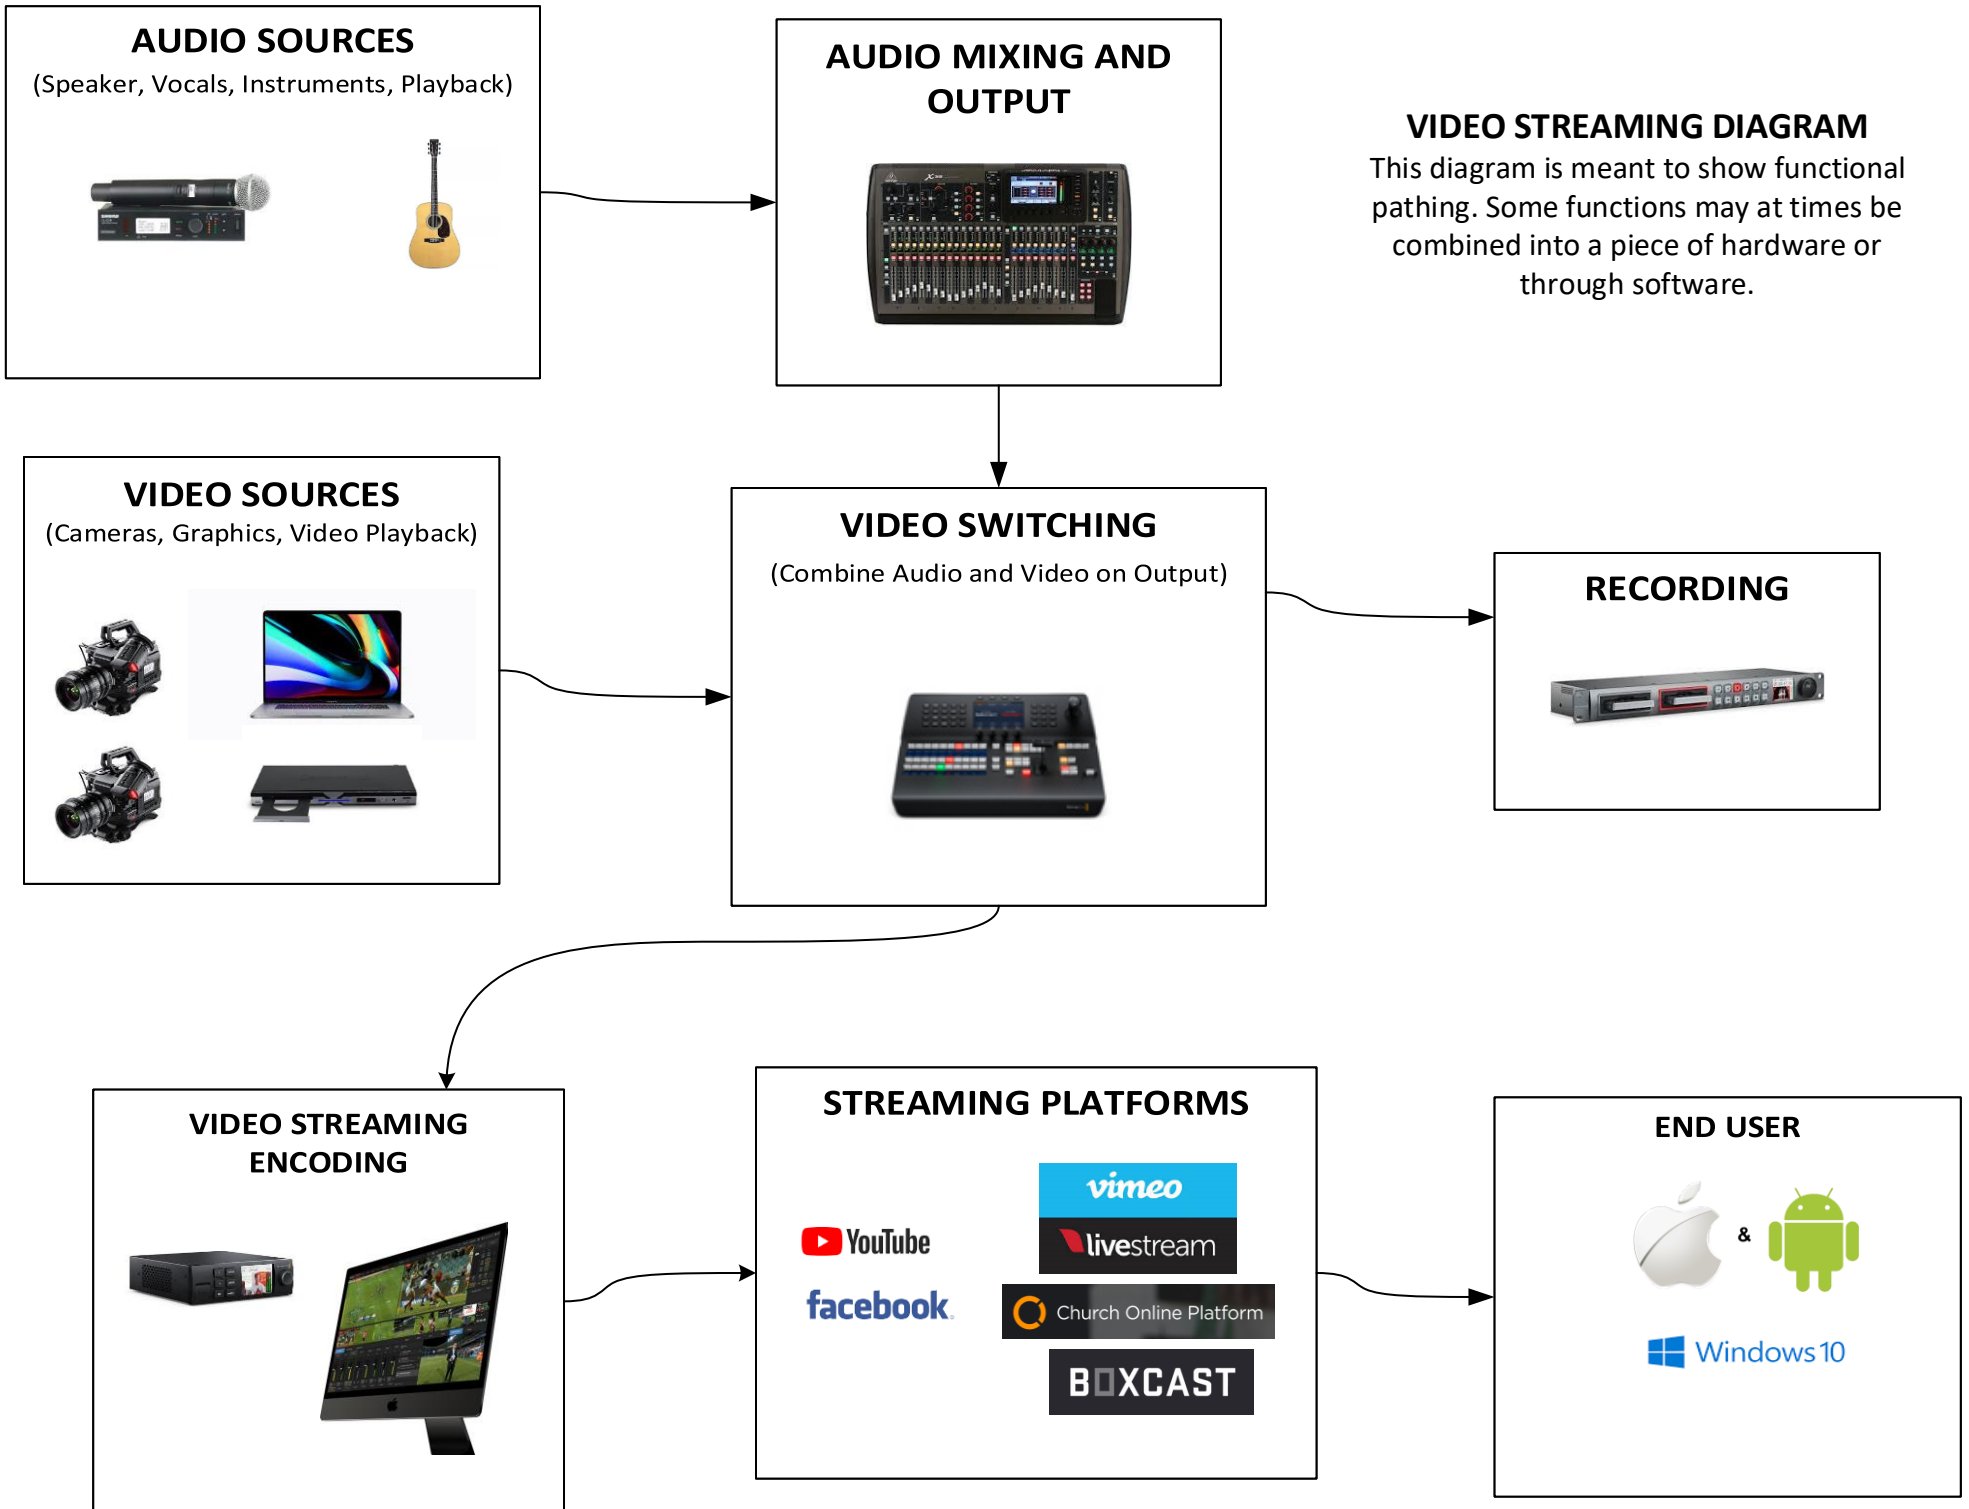 AUDIO SOURCES
(Speaker, Vocals, Instruments, Playback)
AUDIO MIXING AND
OUTPUT
VIDEO STREAMING DIAGRAM
This diagram is meant to show functional
pathing. Some functions may at times be
combined into a piece of hardware or
through software.
VIDEO SOURCES
(Cameras, Graphics, Video Playback)
VIDEO SWITCHING
(Combine Audio and Video on Output)
RECORDING
VIDEO STREAMING
ENCODING
STREAMING PLATFORMS
vimeo
YouTube
livestream
facebook
Church Online Platform
BOXCAST
END USER
&
Windows 10